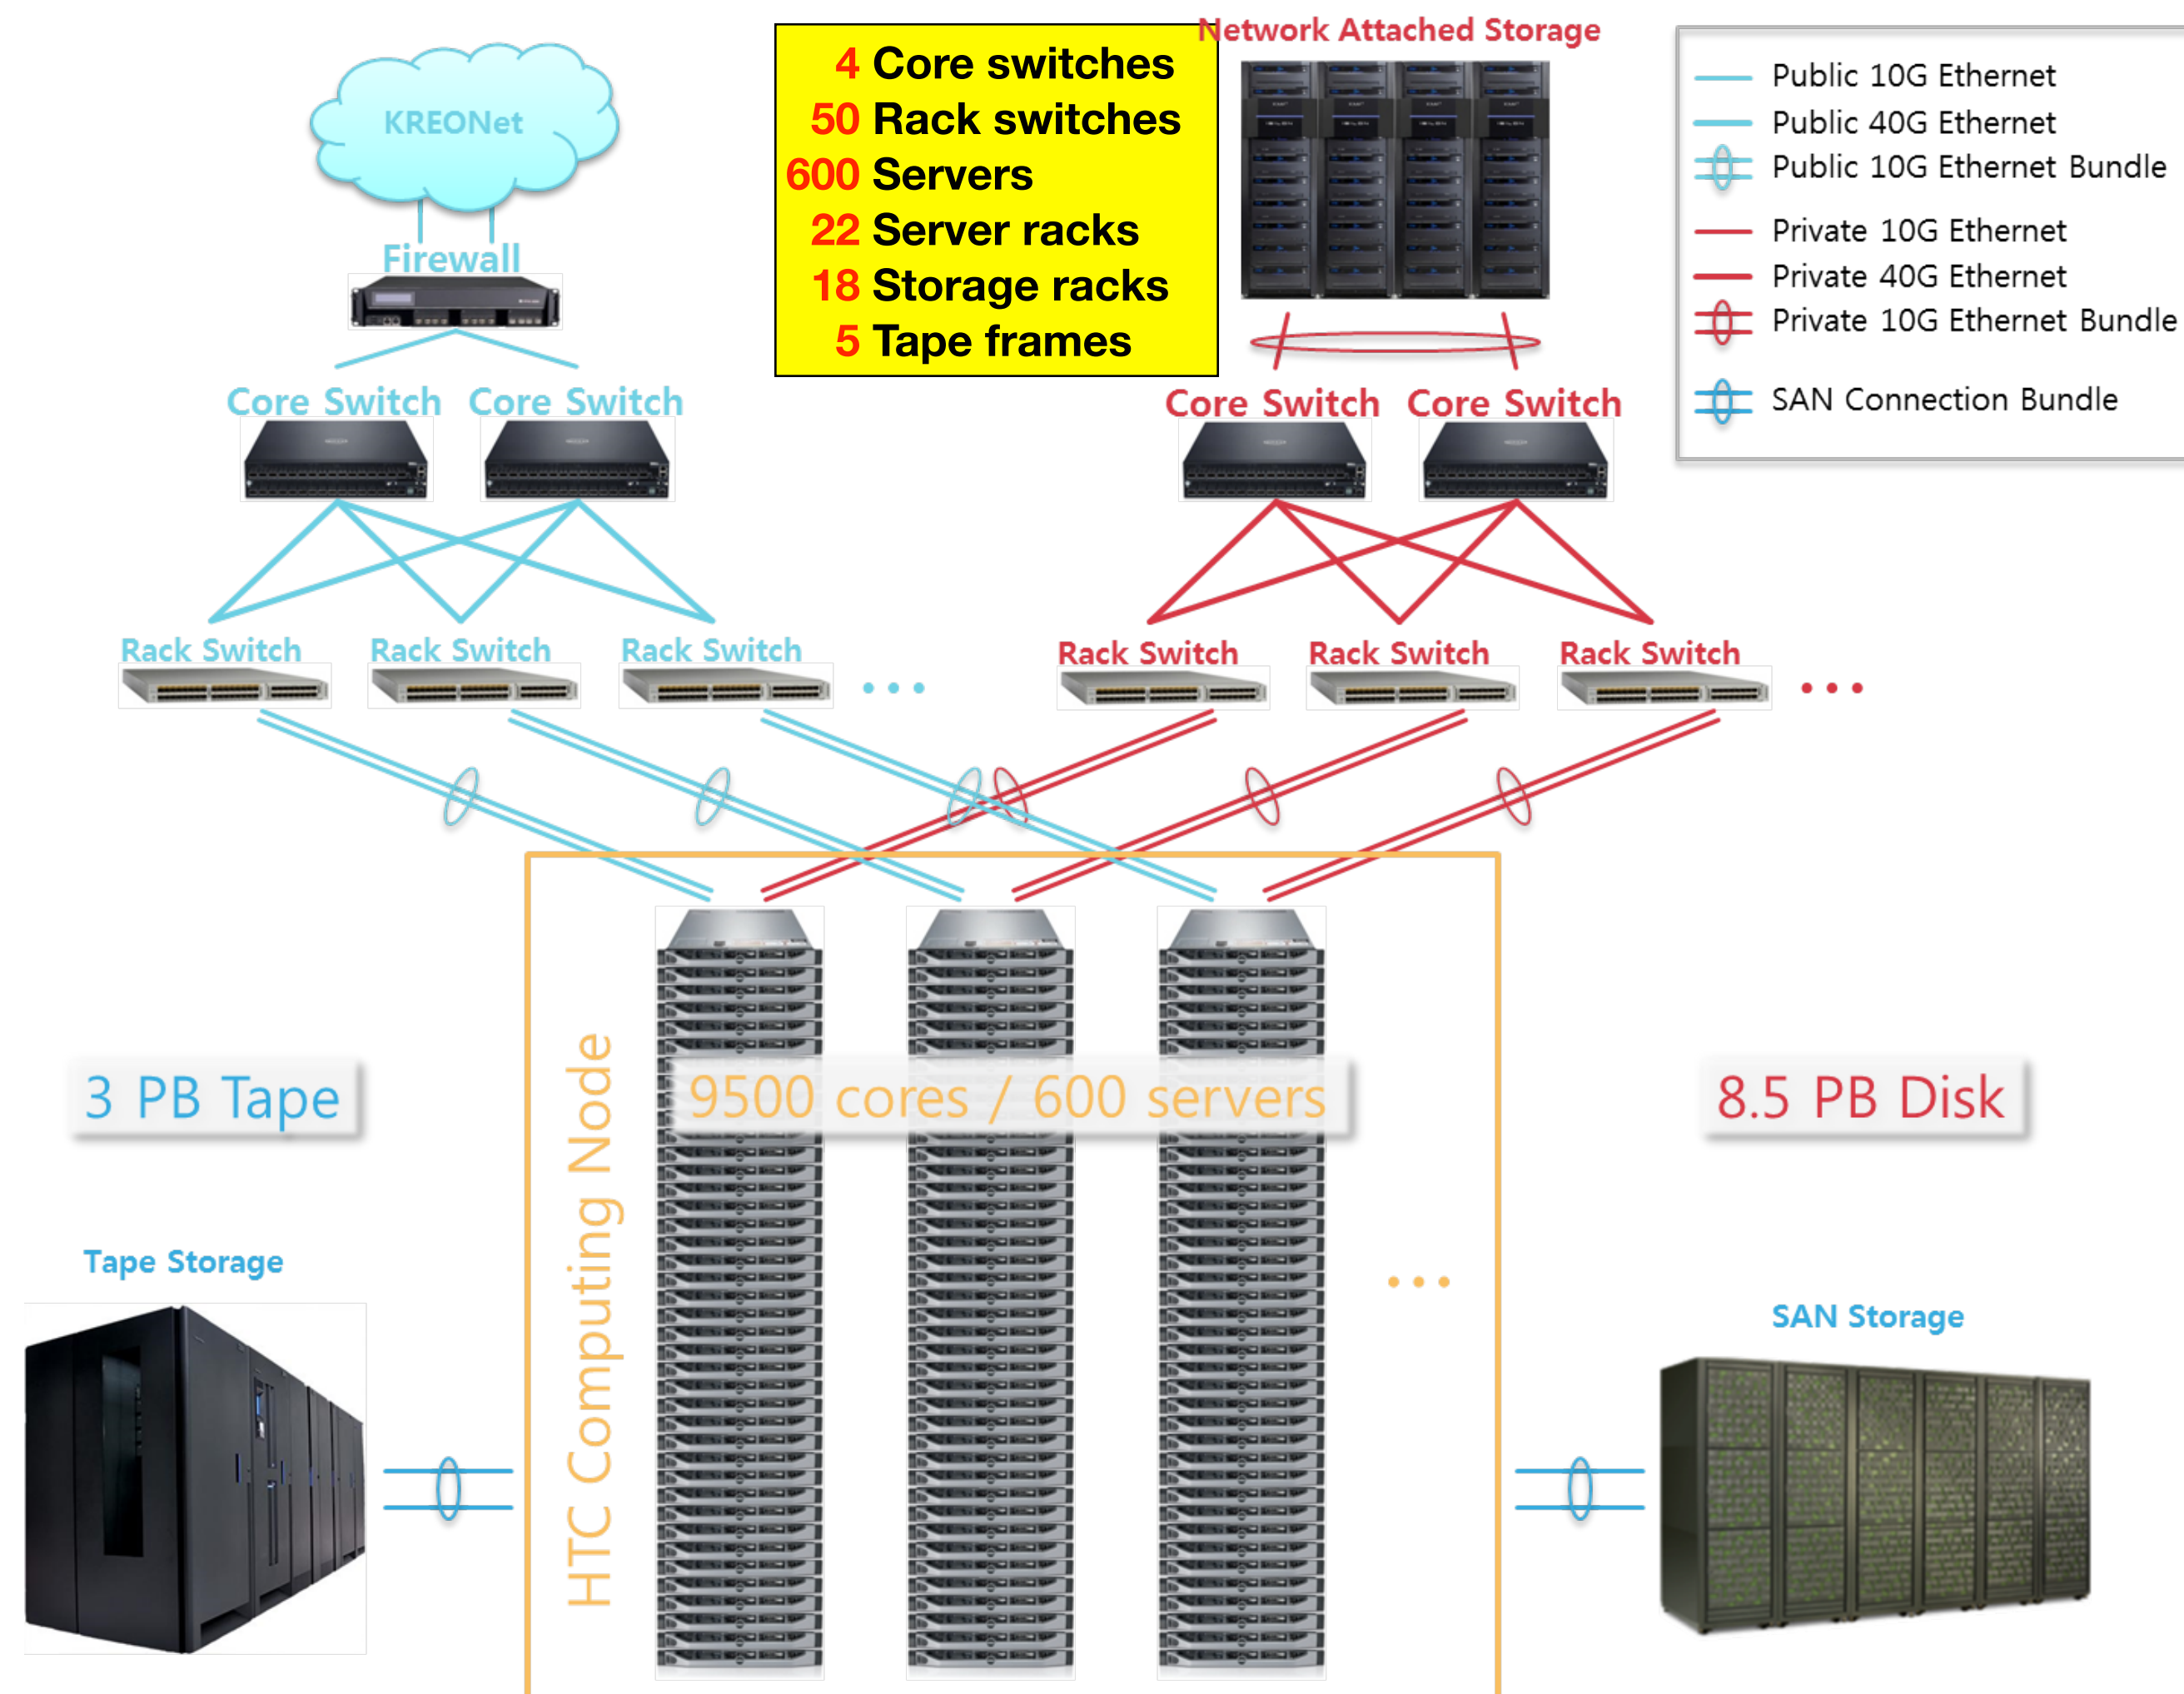 KREONet
Firewall
Core Switch Core Switch
Rack Switch Rack Switch Rack Switch
• • •
4 Core switches
50 Rack switches
600 Servers
22 Server racks
18 Storage racks
5 Tape frames
Network Attached Storage
Core Switch Core Switch
Rack Switch Rack Switch Rack Switch
• • •
Public 10G Ethernet
Public 40G Ethernet
Public 10G Ethernet Bundle
Private 10G Ethernet
Private 40G Ethernet
Private 10G Ethernet Bundle
SAN Connection Bundle
3 PB Tape
Tape Storage
HTC Computing Node
9500 cores / 600 servers
• • •
8.5 PB Disk
SAN Storage